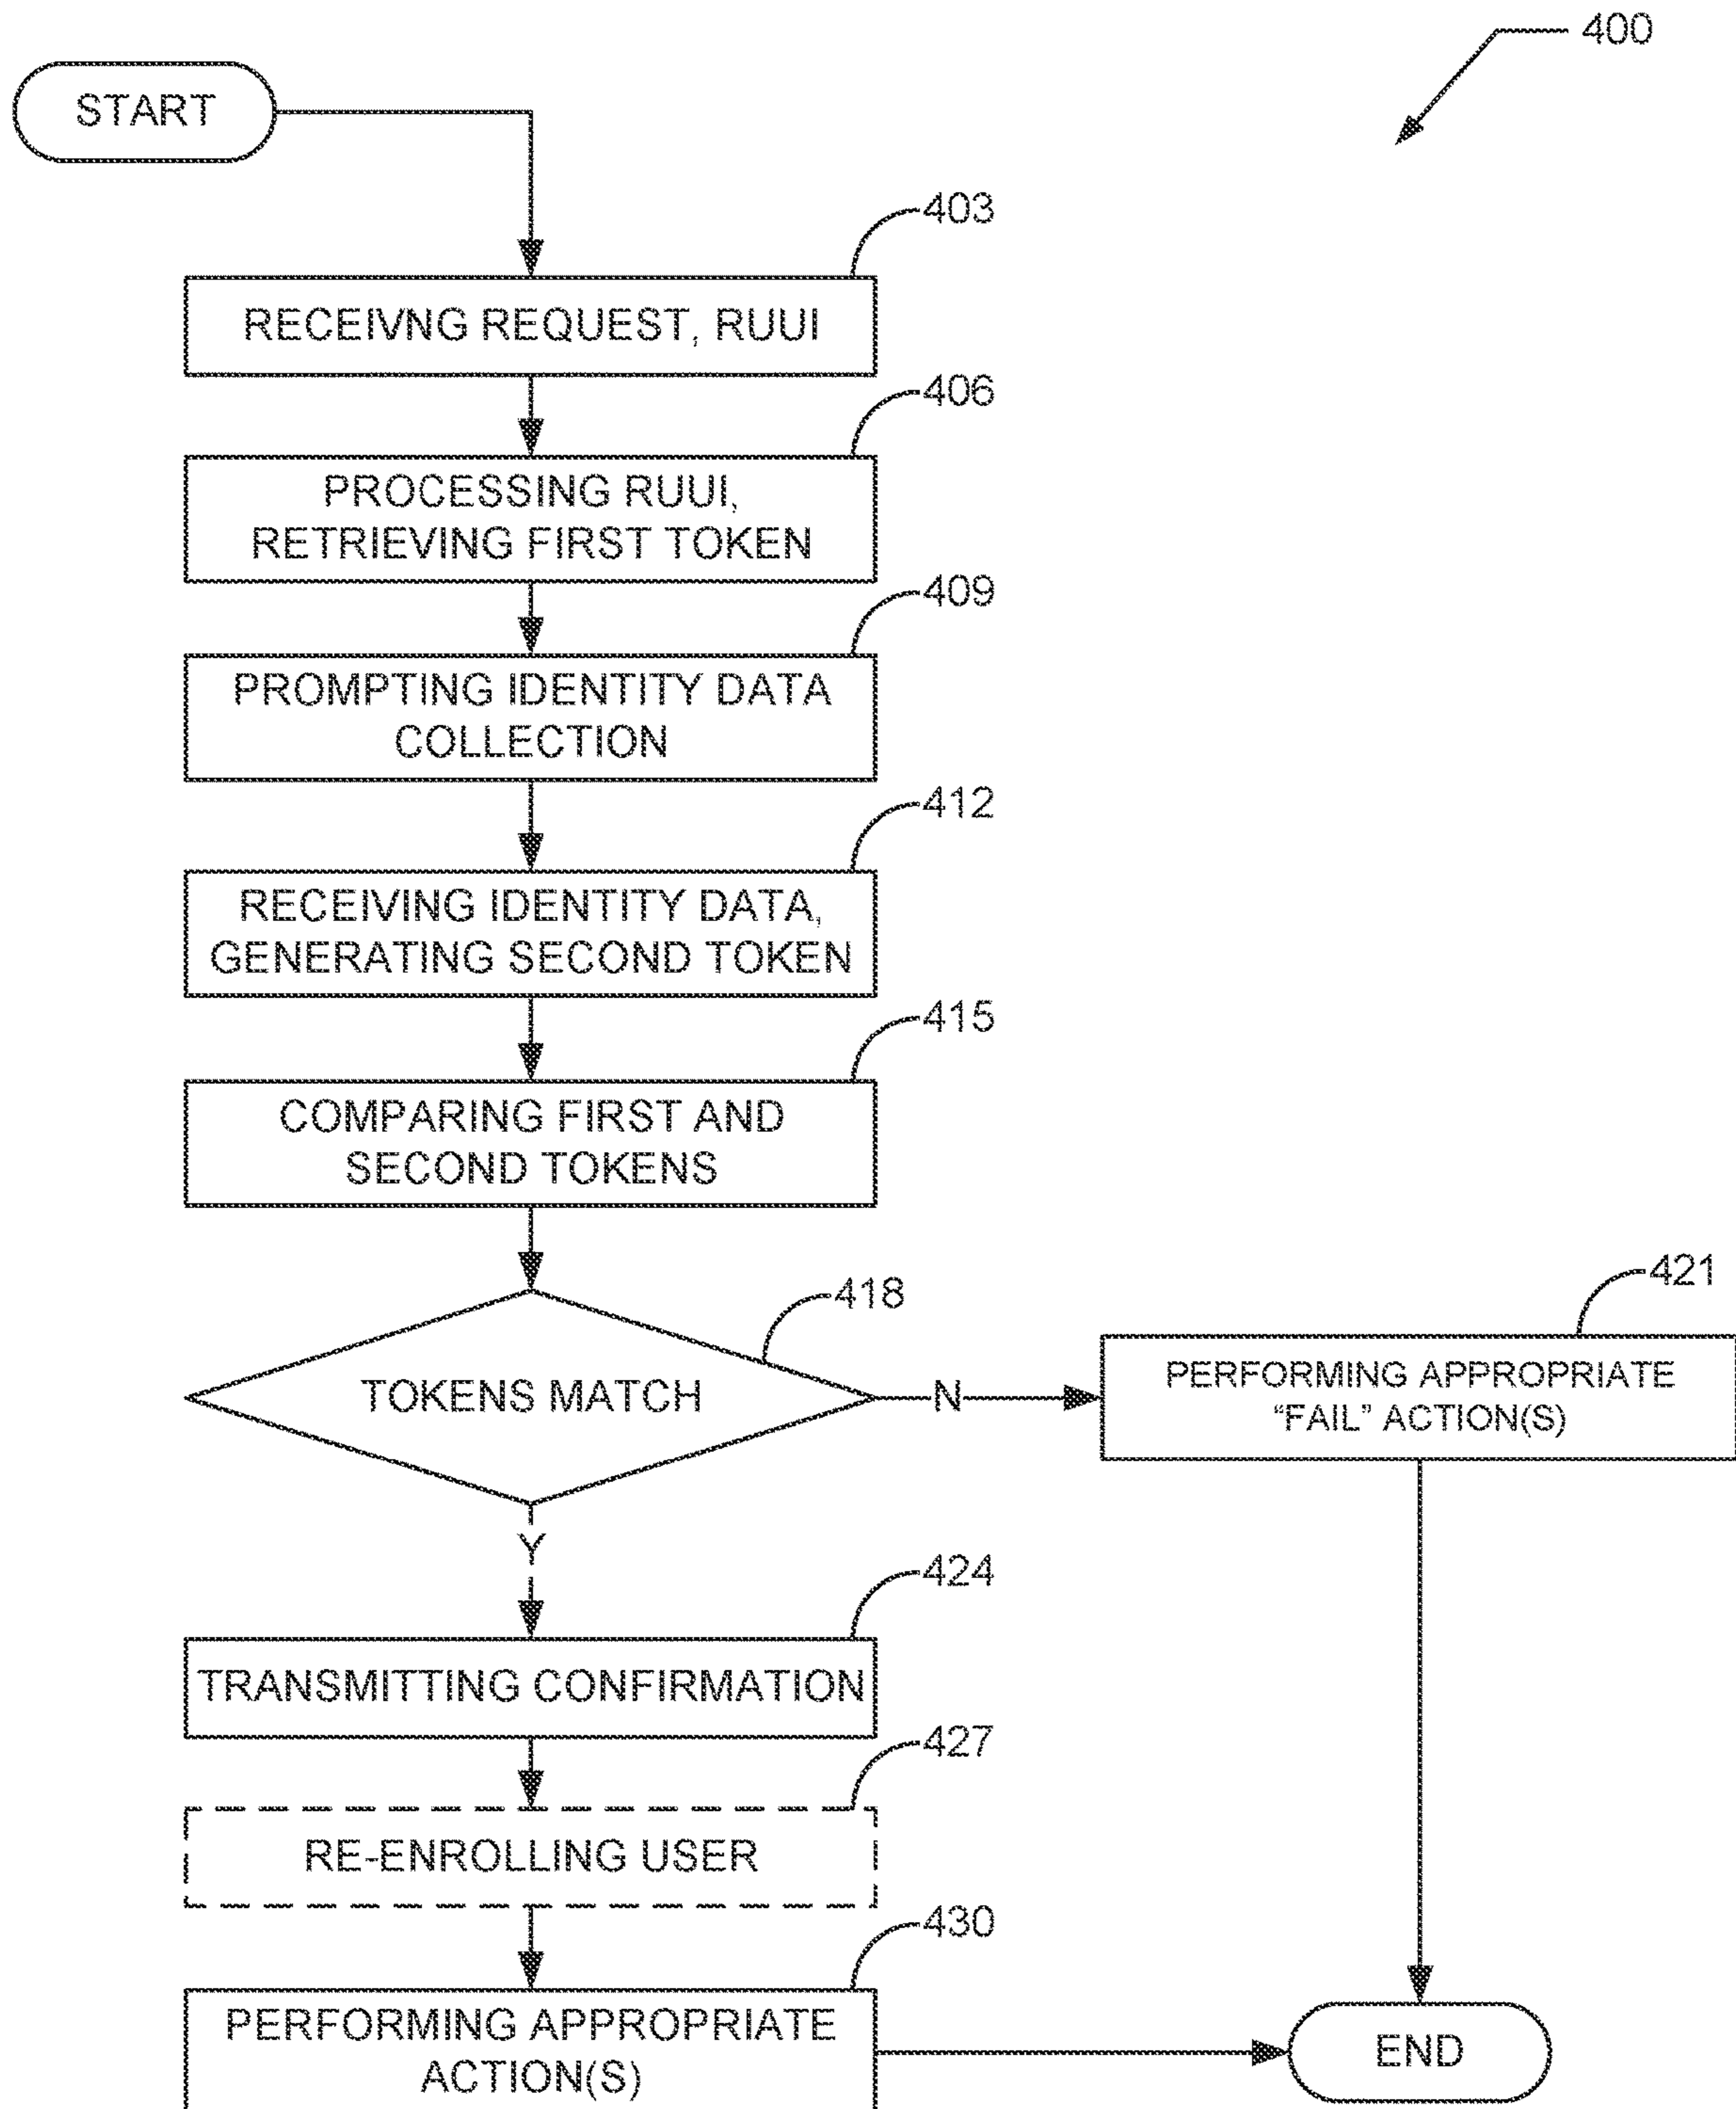 400
START
403
RECEIVNG REQUEST, RUUI
406
PROCESSING RUUI,
RETRIEVING FIRST TOKEN
409
PROMPTING IDENTITY DATA
COLLECTION
412
RECEIVING IDENTITY DATA,
GENERATING SECOND TOKEN
415
COMPARING FIRST AND
SECOND TOKENS
418
TOKENS MATCH
N
421
PERFORMING APPROPRIATE
“FAIL” ACTION(S)
Y
424
TRANSMITTING CONFIRMATION
427
RE-ENROLLING USER
430
PERFORMING APPROPRIATE
ACTION(S)
END